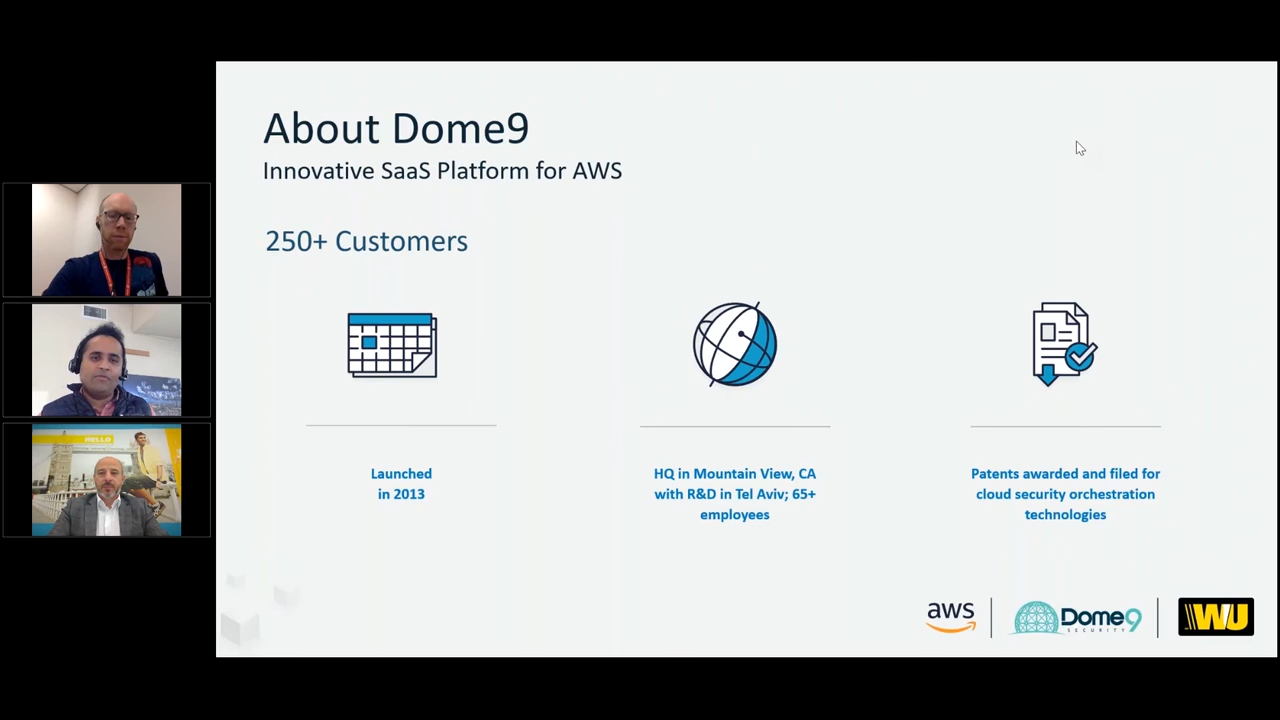 About Dome9
Innovative SaaS Platform for AWS
250+ Customers
Launched
in 2013
HQ in Mountain View, CA
with R&D in Tel Aviv; 65+
employees
Patents awarded and filed for
cloud security orchestration
technologies
aws
Dome9
SECURITY
WU
HELLO